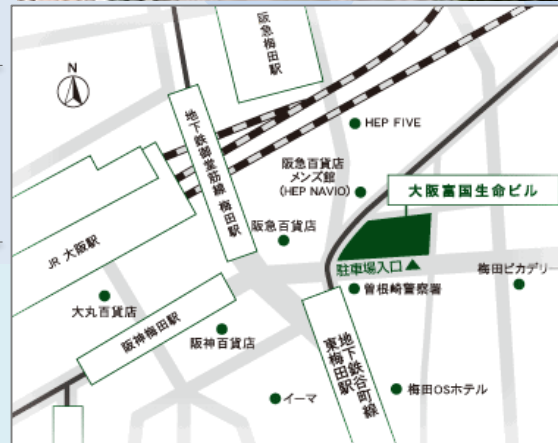 N
阪急梅田駅
地下鉄御堂筋線 梅田駅
HEP FIVE
阪急百貨店
メンズ館
(HEP NAVIO)
大阪富国生命ビル
JR 大阪駅
阪急百貨店
駐車場入口▲
梅田ピカデリー
曽根崎警察署
大丸百貨店
阪神梅田駅
阪神百貨店
地下鉄谷町線
東梅田駅
イーマ
梅田OSホテル